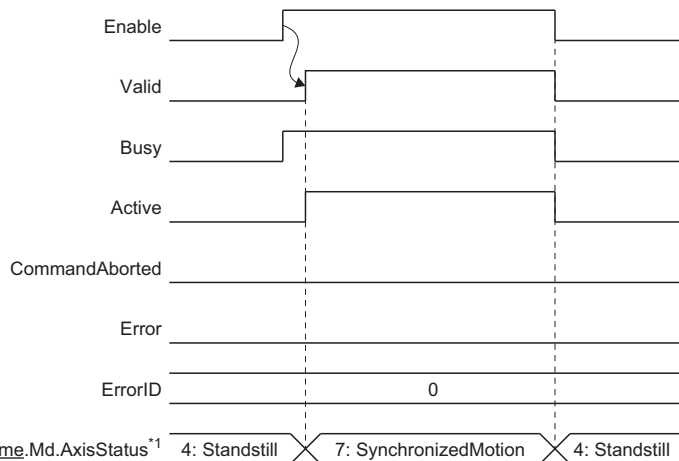 Enable
Valid
Busy
Active
CommandAborted
Error
ErrorID
0
me.Md.AxisStatus*1
4: Standstill
7: SynchronizedMotion
4: Standstill